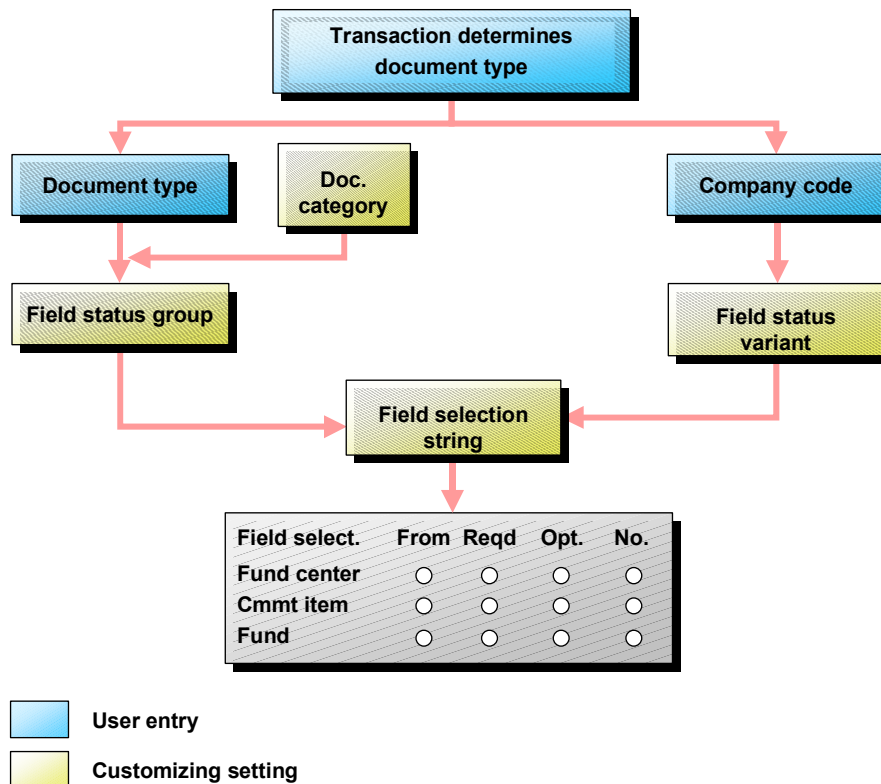 Transaction determines
document type
Document type
Doc.
category
Company code
Field status group
Field status
variant
Field selection
string
Field select. From Reqd Opt. No.
Fund center
Cmmt item
Fund
User entry
Customizing setting